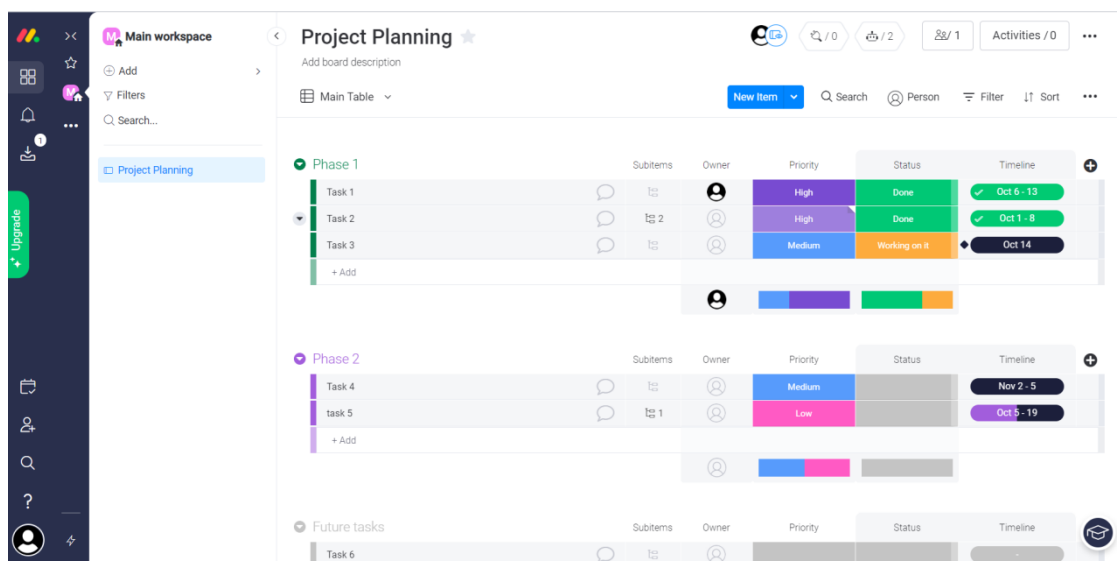 M Main workspace
Add
Filters
Search...
Project Planning
1
Upgrade
Project Planning
Add board description
/ 0
/ 2
/ 1
Activities / 0
Main Table
New Item
Search
Person
Filter
Sort
Phase 1 Subitems Owner Priority Status Timeline
Task 1 High Done Oct 6 - 13
Task 2 2 High Done Oct 1 - 8
Task 3 Medium Working on it Oct 14
+ Add
Phase 2 Subitems Owner Priority Status Timeline
Task 4 Medium Nov 2 - 5
task 5 1 Low Oct 5 - 19
+ Add
Future tasks Subitems Owner Priority Status Timeline
Task 6 -